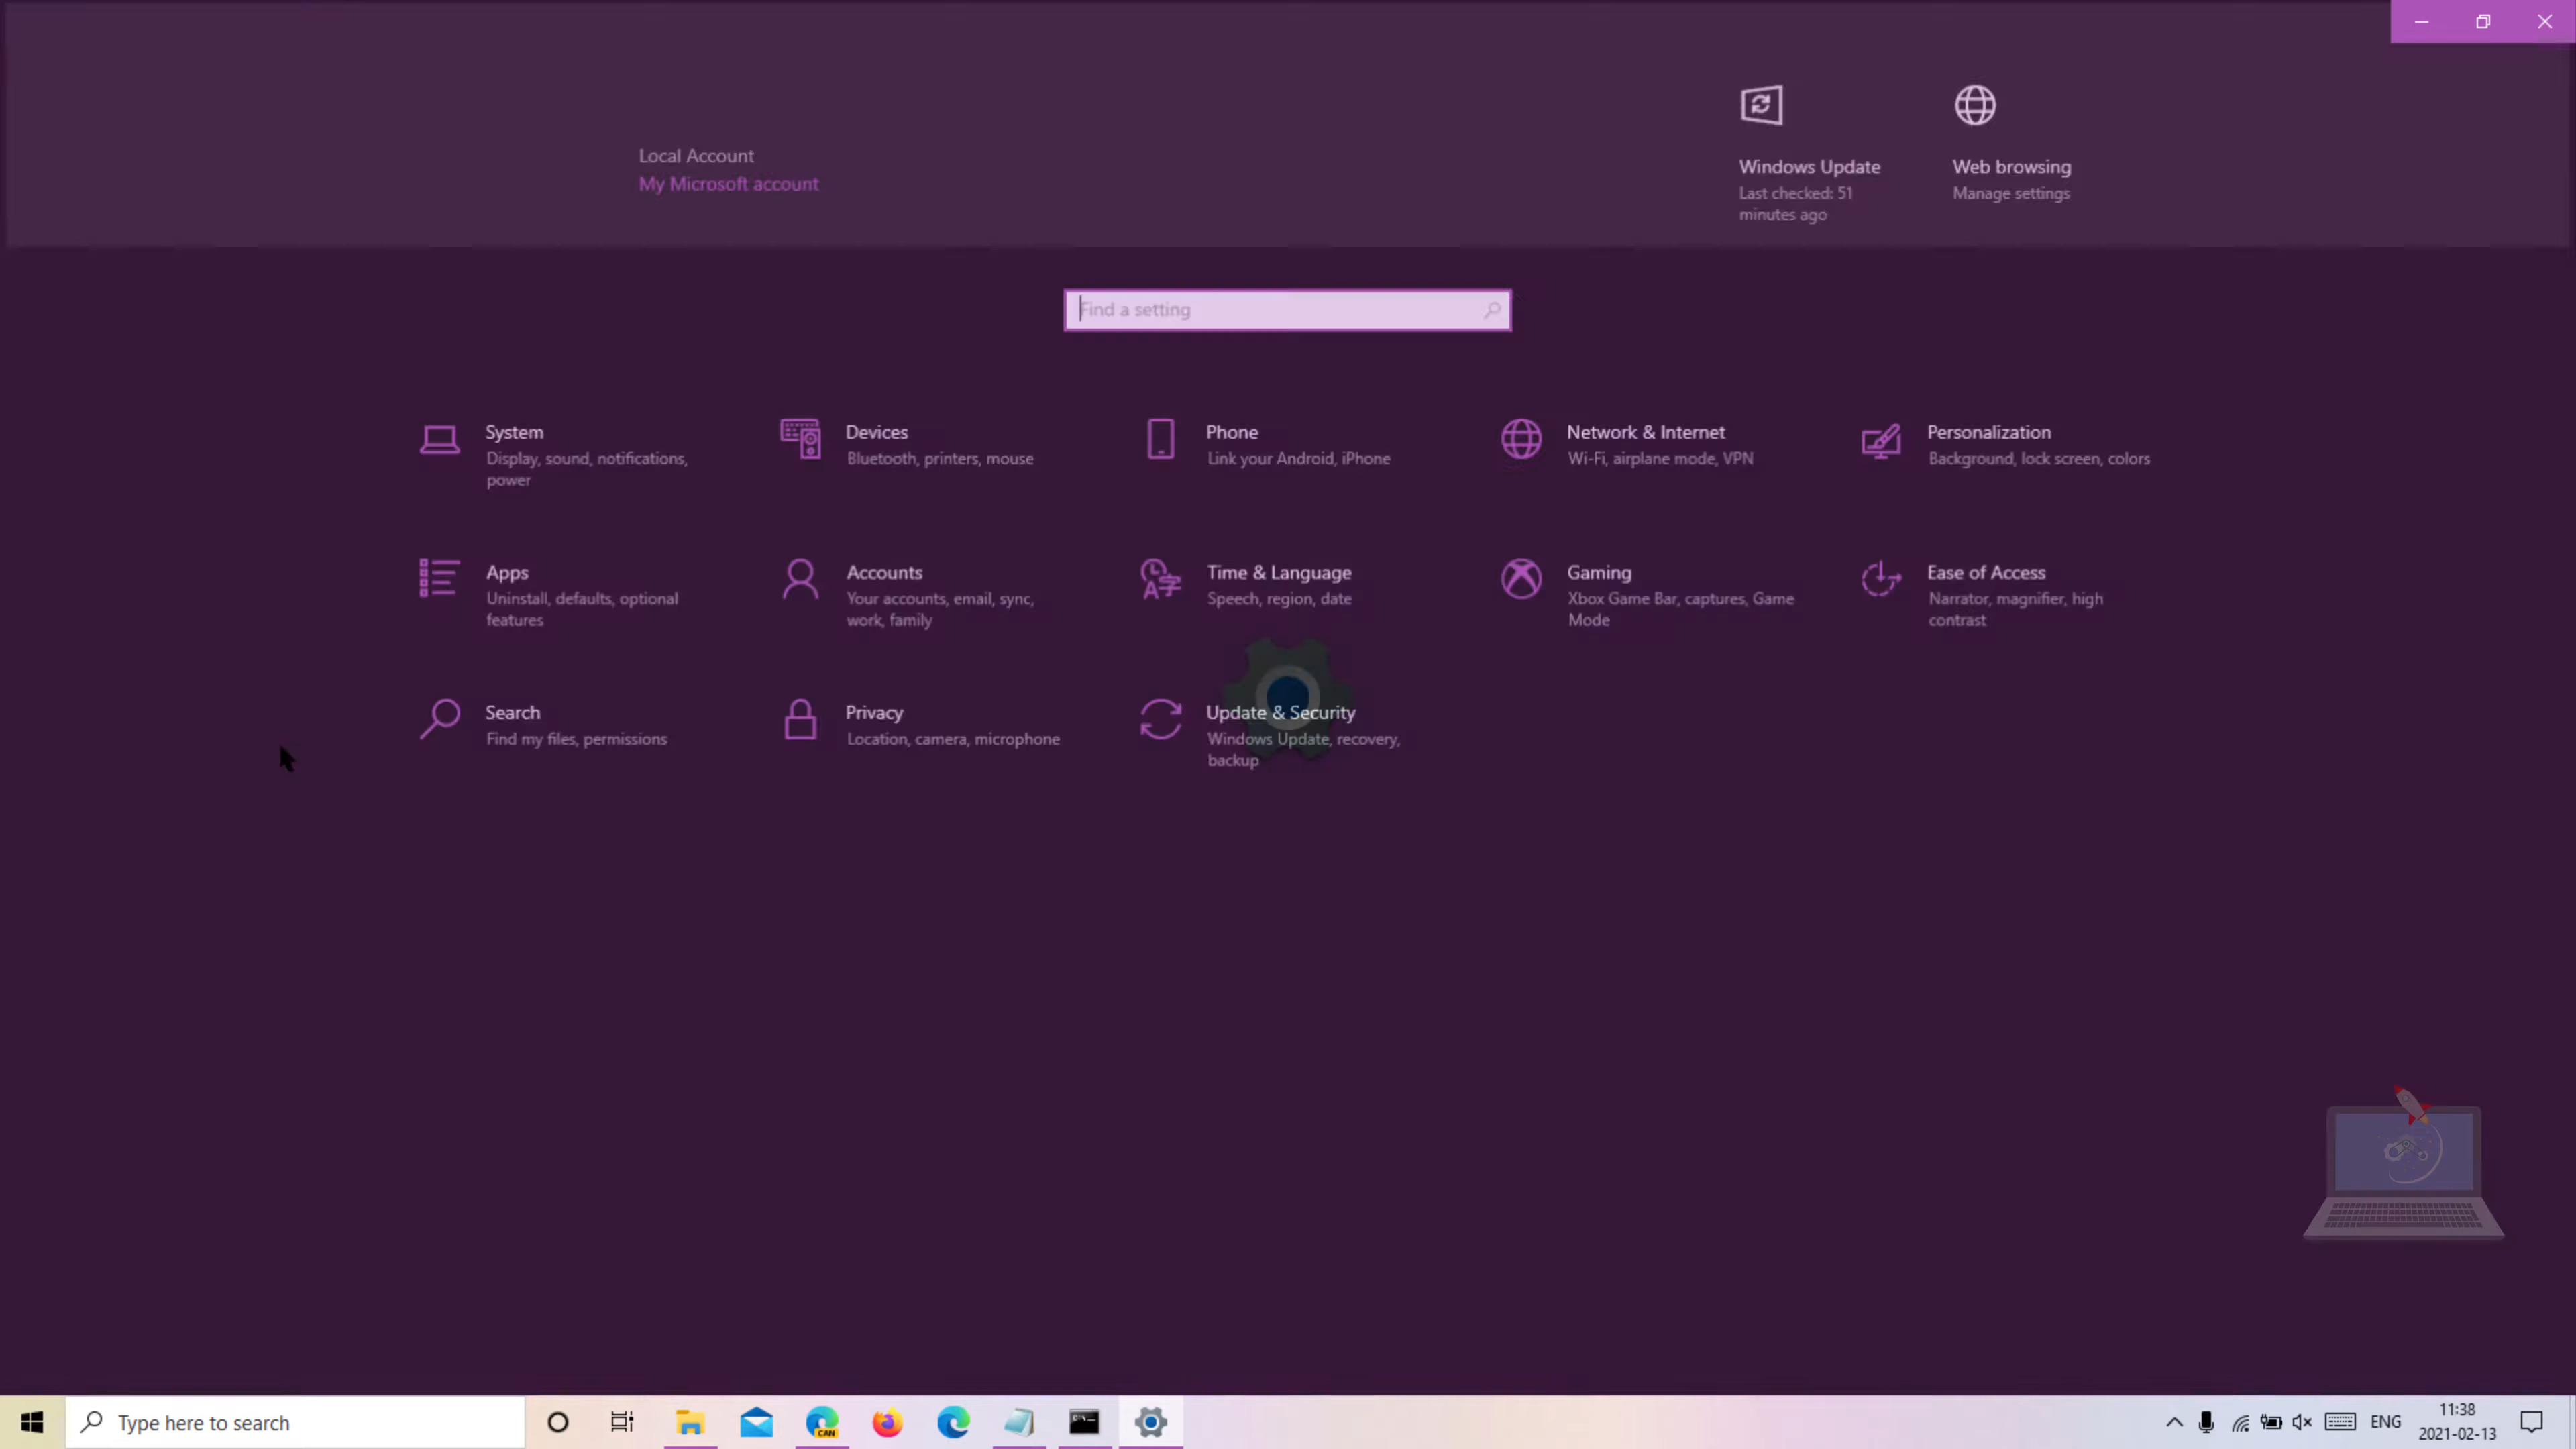 Local Account
My Microsoft account
Windows Update
Last checked: 51
minutes ago
Web browsing
Manage settings
Find a setting
System
Display, sound, notifications,
power
Devices
Bluetooth, printers, mouse
Phone
Link your Android, iPhone
Network & Internet
Wi-Fi, airplane mode, VPN
Personalization
Background, lock screen, colors
Apps
Uninstall, defaults, optional
features
Accounts
Your accounts, email, sync,
work, family
Time & Language
Speech, region, date
Gaming
Xbox Game Bar, captures, Game
Mode
Ease of Access
Narrator, magnifier, high
contrast
Search
Find my files, permissions
Privacy
Location, camera, microphone
Update & Security
Windows Update, recovery,
backup
Type here to search
CAN
ENG
11:38
2021-02-13